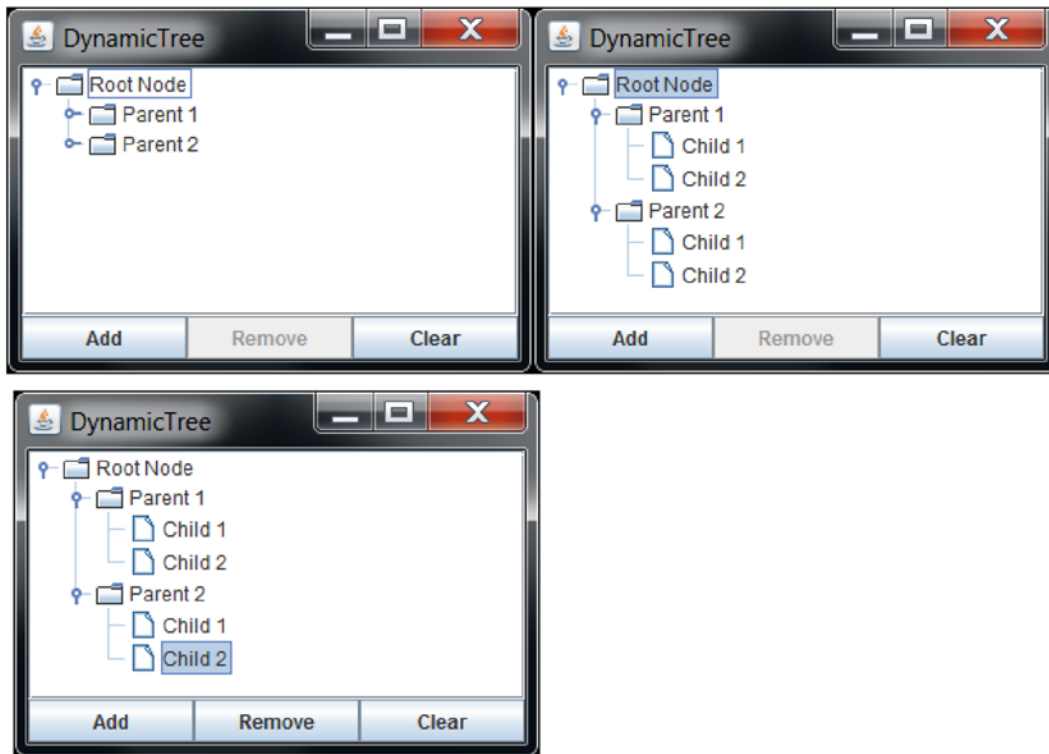 DynamicTree
Root Node
Parent 1
Parent 2
Add Remove Clear
DynamicTree
Root Node
Parent 1
Child 1
Child 2
Parent 2
Child 1
Child 2
Add Remove Clear
DynamicTree
Root Node
Parent 1
Child 1
Child 2
Parent 2
Child 1
Child 2
Add Remove Clear